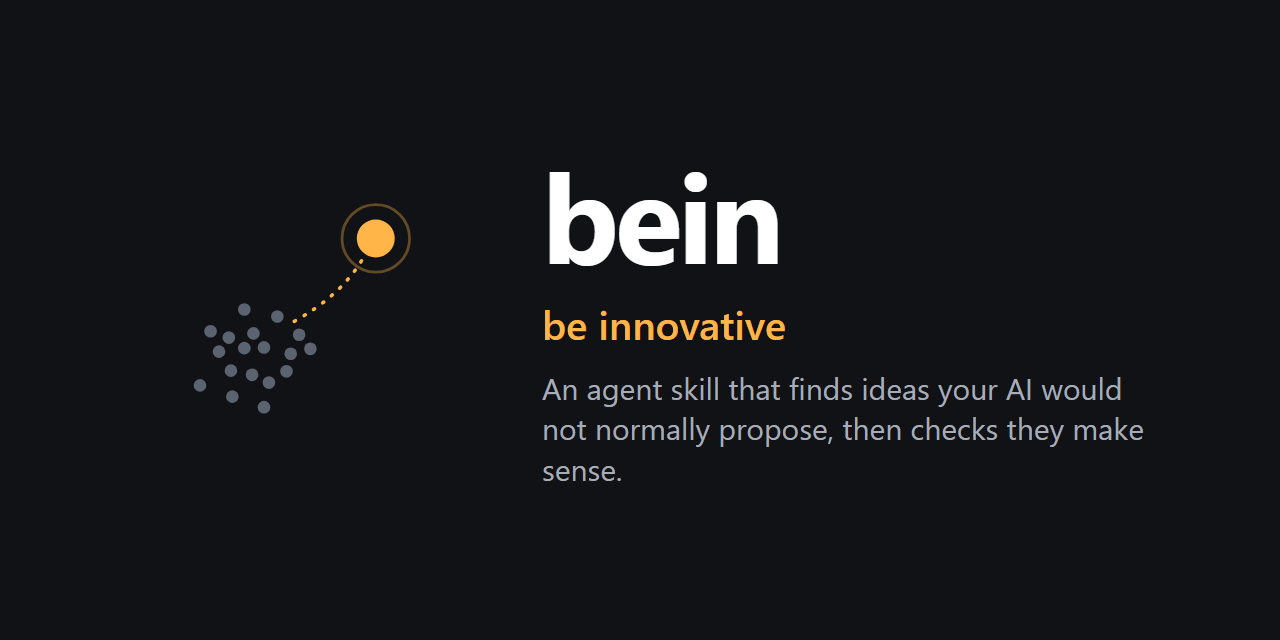 bein
be innovative
An agent skill that finds ideas your AI would
not normally propose, then checks they make
sense.